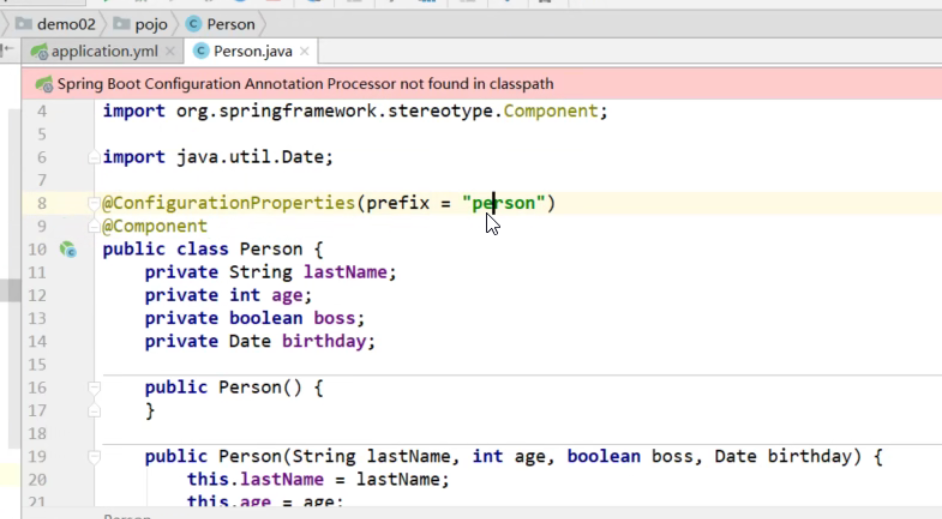 demo02 pojo Person
application.yml Person.java
Spring Boot Configuration Annotation Processor not found in classpath
4 import org.springframework.stereotype.Component;
5
6 import java.util.Date;
7
8 @ConfigurationProperties(prefix = "person")
9 @Component
10 public class Person {
11 private String lastName;
12 private int age;
13 private boolean boss;
14 private Date birthday;
15
16 public Person() {
17 }
18
19 public Person(String lastName, int age, boolean boss, Date birthday) {
20 this.lastName = lastName;
21 this.age = age;
Person